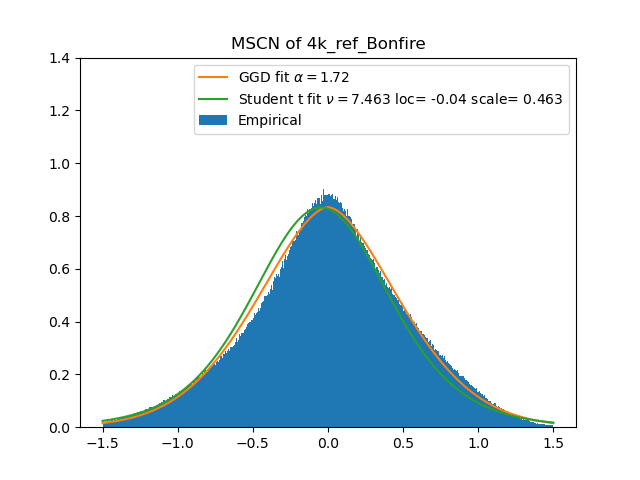 MSCN of 4k_ref_Bonfire
GGD fit α = 1.72
Student t fit ν = 7.463 loc= -0.04 scale= 0.463
Empirical
1.4
1.2
1.0
0.8
0.6
0.4
0.2
0.0
−1.5 −1.0 −0.5 0.0 0.5 1.0 1.5